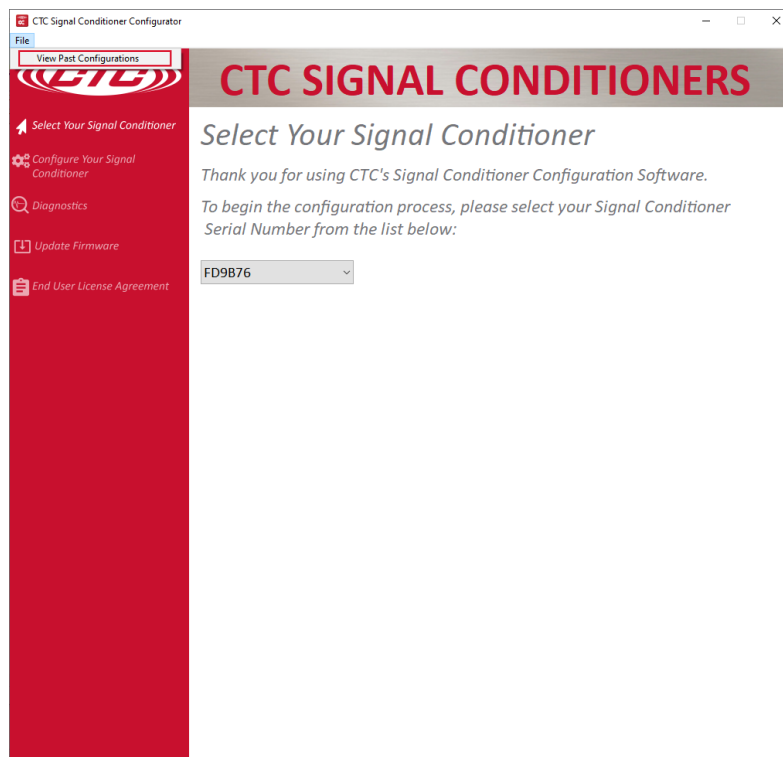 CTC Signal Conditioner Configurator
File
View Past Configurations
CTC
CTC SIGNAL CONDITIONERS
Select Your Signal Conditioner
Configure Your Signal
Conditioner
Diagnostics
Update Firmware
End User License Agreement
Select Your Signal Conditioner
Thank you for using CTC's Signal Conditioner Configuration Software.
To begin the configuration process, please select your Signal Conditioner
Serial Number from the list below:
FD9B76